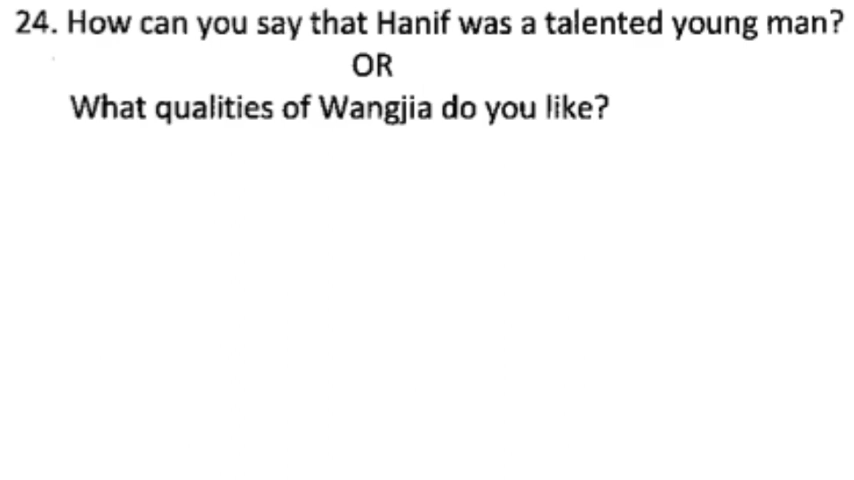 24. How can you say that Hanif was a talented young man?
OR
What qualities of Wangjia do you like?